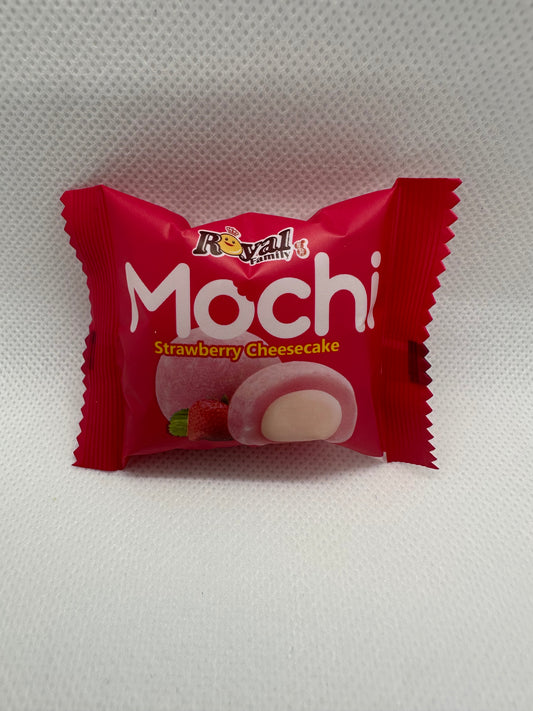 Royal
Family
Mochi
Strawberry Cheesecake